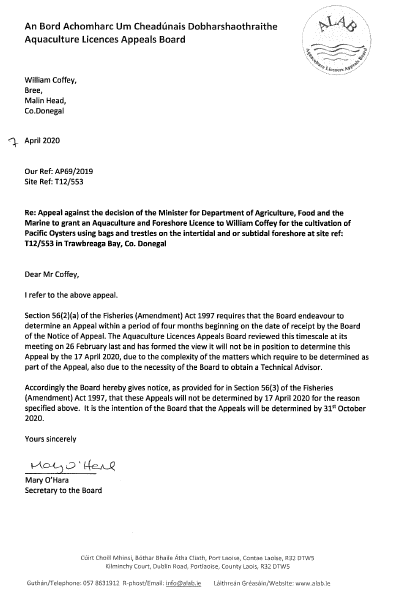 An Bord Achomharc Um Cheadúnais Dobharshaothraithe
Aquaculture Licences Appeals Board
ALAB
Aquaculture Licences Appeals Board
William Coffey,
Bree,
Malin Head,
Co.Donegal
7 April 2020
Our Ref: AP69/2019
Site Ref: T12/553
Re: Appeal against the decision of the Minister for Department of Agriculture, Food and the
Marine to grant an Aquaculture and Foreshore Licence to William Coffey for the cultivation of
Pacific Oysters using bags and trestles on the intertidal and or subtidal foreshore at site ref:
T12/553 in Trawbreaga Bay, Co. Donegal
Dear Mr Coffey,
I refer to the above appeal.
Section 56(2)(a) of the Fisheries (Amendment) Act 1997 requires that the Board endeavour to
determine an Appeal within a period of four months beginning on the date of receipt by the Board
of the Notice of Appeal. The Aquaculture Licences Appeals Board reviewed this timescale at its
meeting on 26 February last and has formed the view it will not be in position to determine this
Appeal by the 17 April 2020, due to the complexity of the matters which require to be determined as
part of the Appeal, also due to the necessity of the Board to obtain a Technical Advisor.
Accordingly the Board hereby gives notice, as provided for in Section 56(3) of the Fisheries
(Amendment) Act 1997, that these Appeals will not be determined by 17 April 2020 for the reason
specified above. It is the intention of the Board that the Appeals will be determined by 31st October
2020.
Yours sincerely
Mary O'Hara
Mary O'Hara
Secretary to the Board
Cúirt Choill Mhinsí, Bóthar Bhaile Átha Cliath, Port Laoise, Contae Laoise, R32 DTW5
Kilminchy Court, Dublin Road, Portlaoise, County Laois, R32 DTW5
Guthán/Telephone: 057 8631912 R-phost/Email: info@alab.ie Láithreán Gréasáin/Website: www.alab.ie